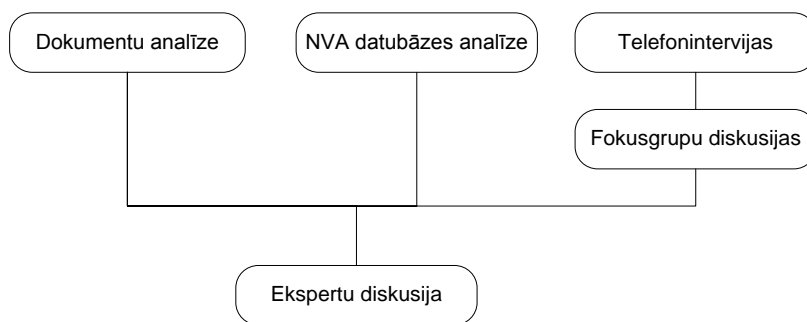 Dokumentu analīze
NVA datubāzes analīze
Telefonintervijas
Fokusgrupu diskusijas
Ekspertu diskusija